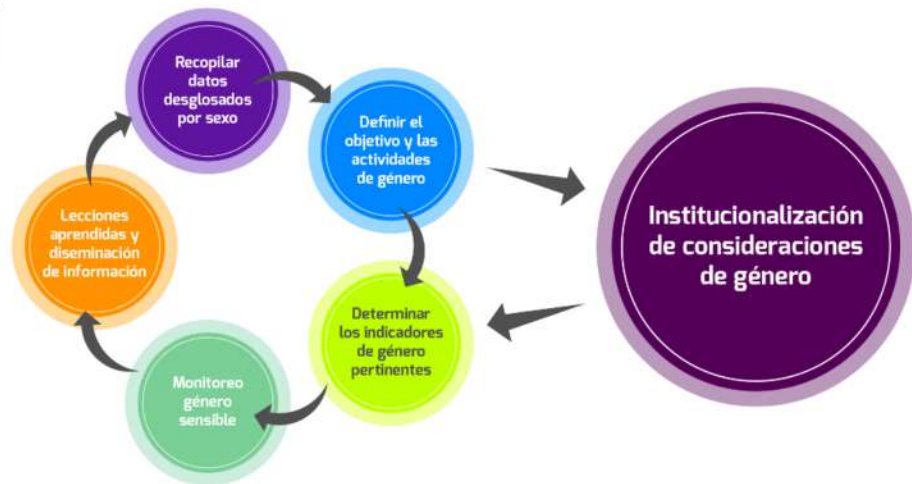 Recopilar
datos
desglosados
por sexo
Definir el
objetivo y las
actividades
de género
Institucionalización
de consideraciones
de género
Lecciones
aprendidas y
diseminación
de información
Determinar
los indicadores
de género
pertinentes
Monitoreo
género
sensible